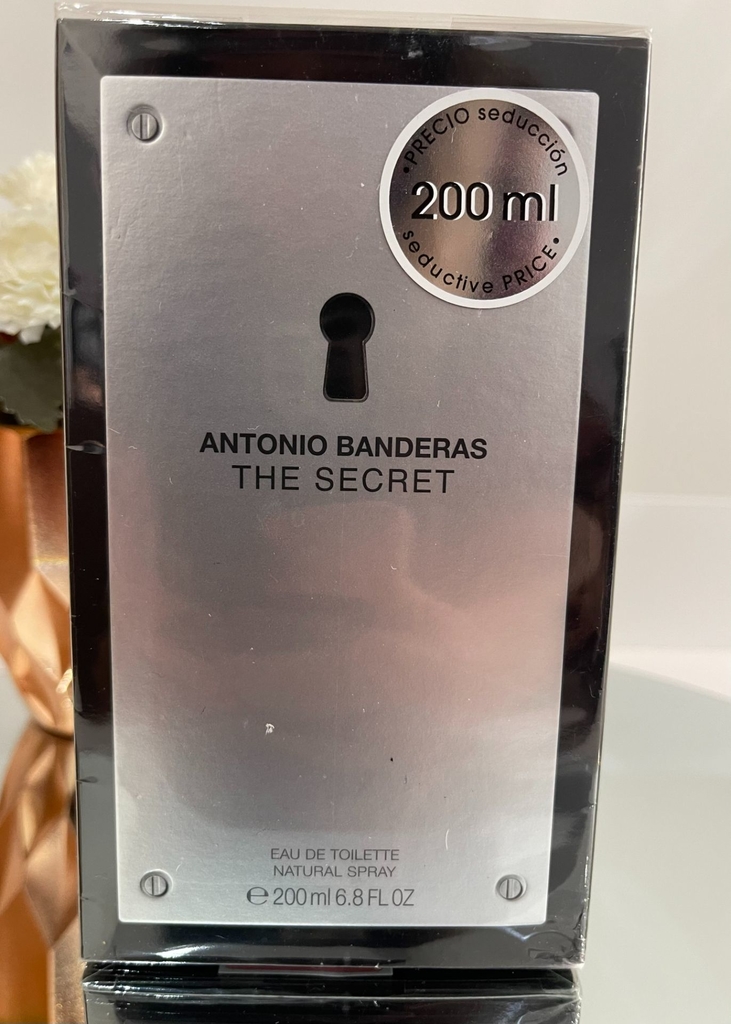 •PRECIO seducción
200 ml
seductive PRICE•
ANTONIO BANDERAS
THE SECRET
EAU DE TOILETTE
NATURAL SPRAY
℮ 200 ml 6.8 FL OZ